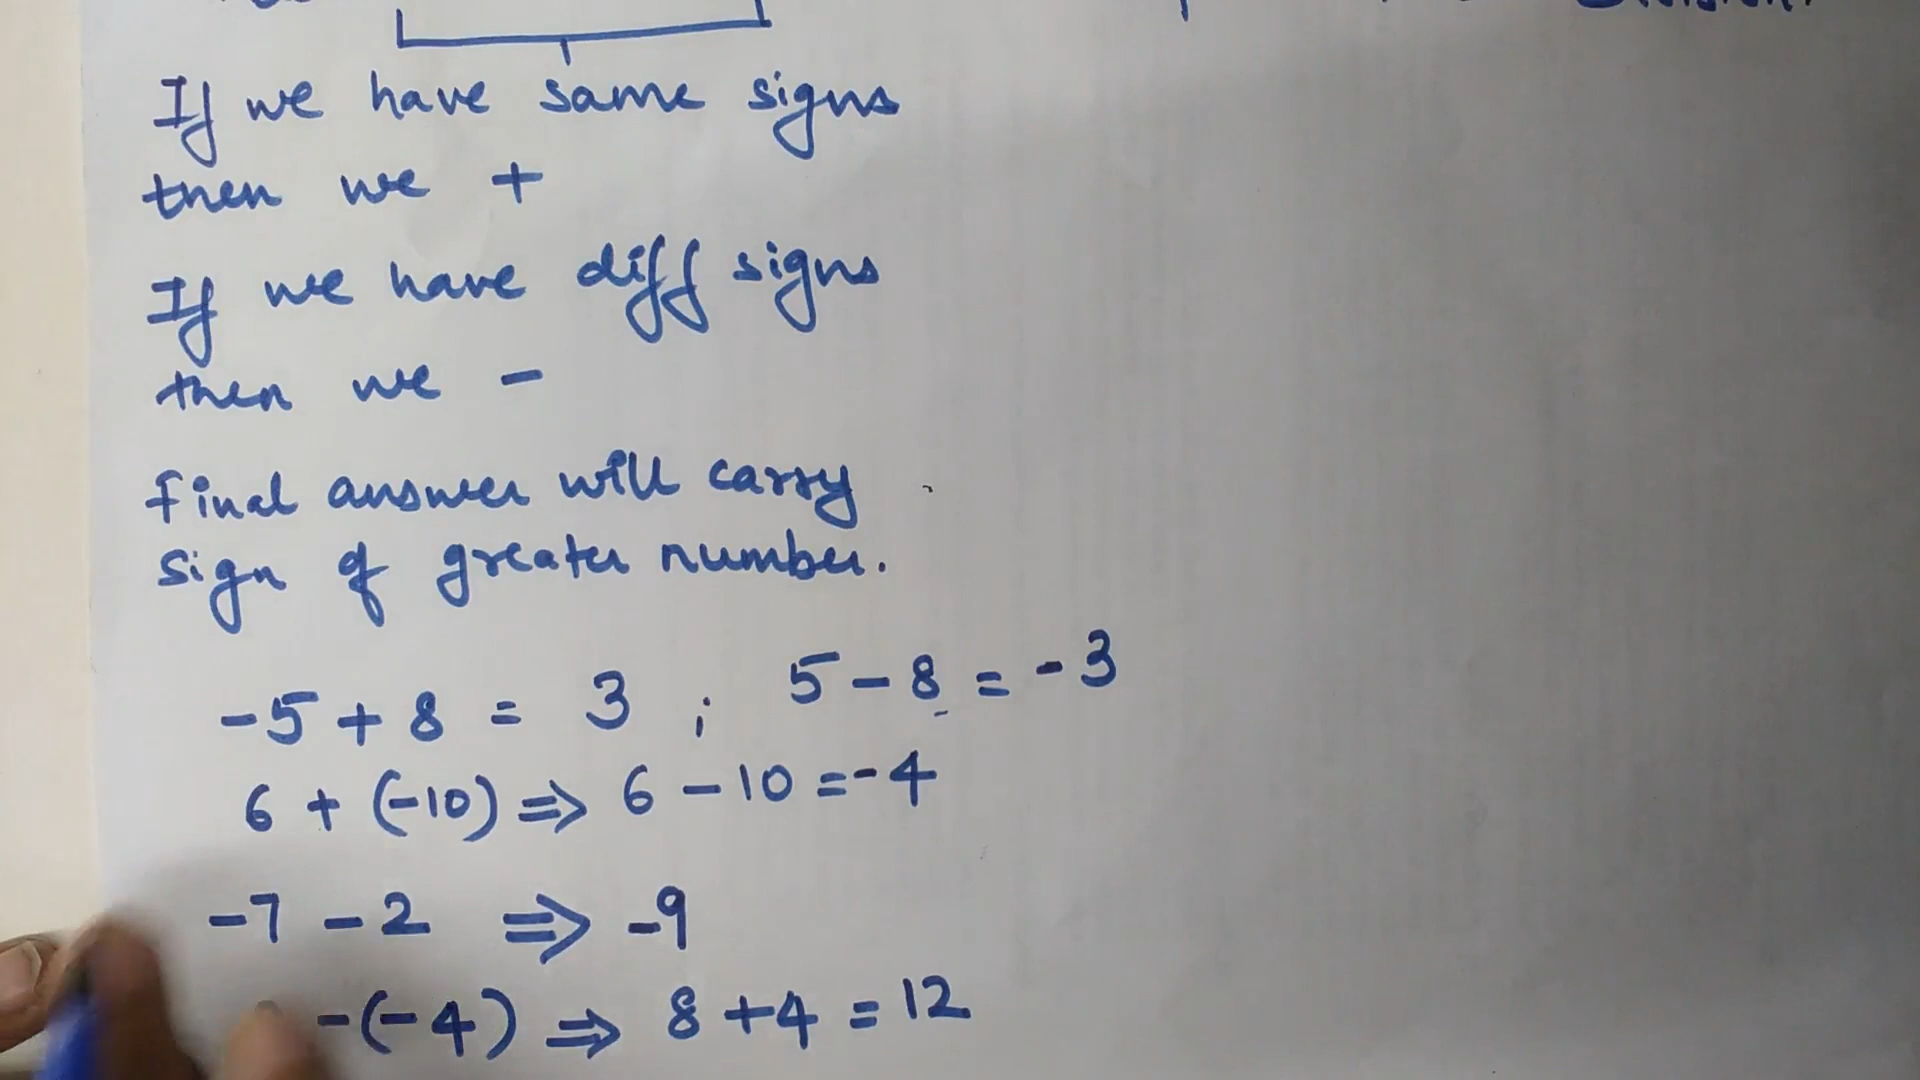 If we have same signs
then we +
If we have diff signs
then we -
Final answer will carry
sign of greater number.
-5 + 8 = 3 ; 5 - 8 = -3
6 + (-10) ⇒ 6 - 10 = -4
-7 - 2 ⇒ -9
-(-4) ⇒ 8 + 4 = 12